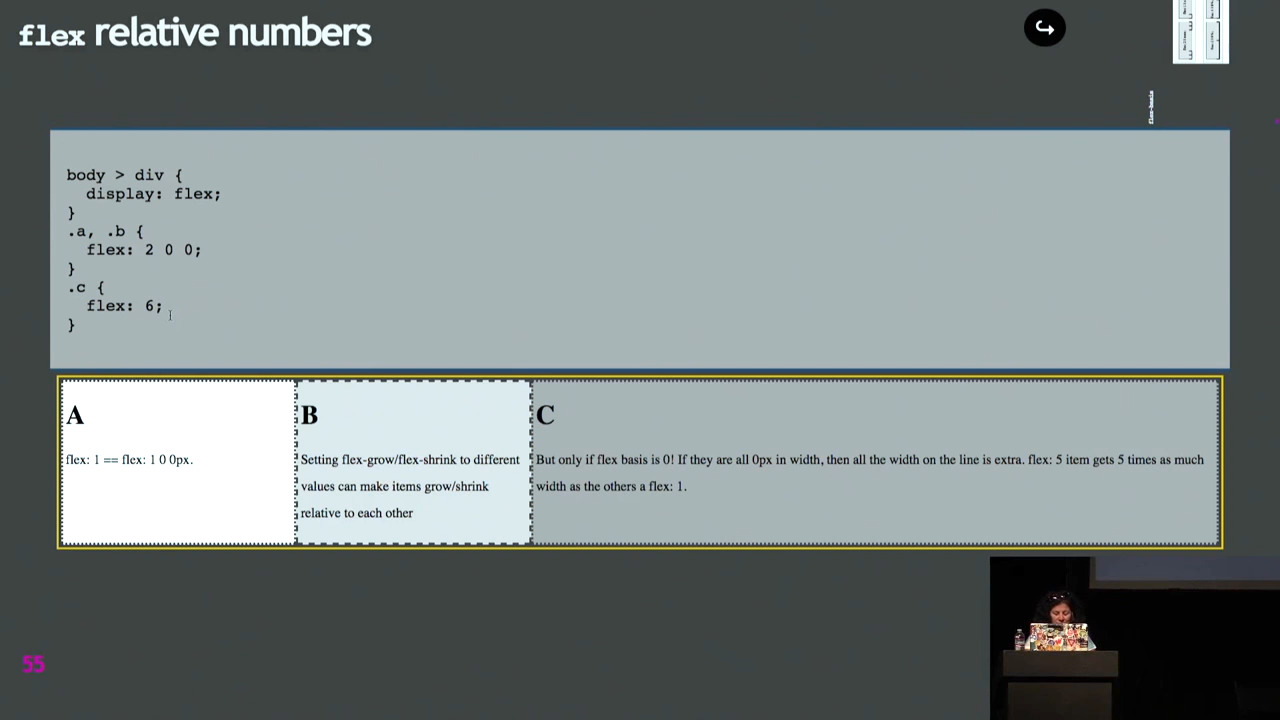 flex relative numbers
flex-basis
body > div {
display: flex;
}
.a, .b {
flex: 2 0 0;
}
.c {
flex: 6;
}
A
flex: 1 == flex: 1 0 0px.
B
Setting flex-grow/flex-shrink to different
values can make items grow/shrink
relative to each other
C
But only if flex basis is 0! If they are all 0px in width, then all the width on the line is extra. flex: 5 item gets 5 times as much
width as the others a flex: 1.
55